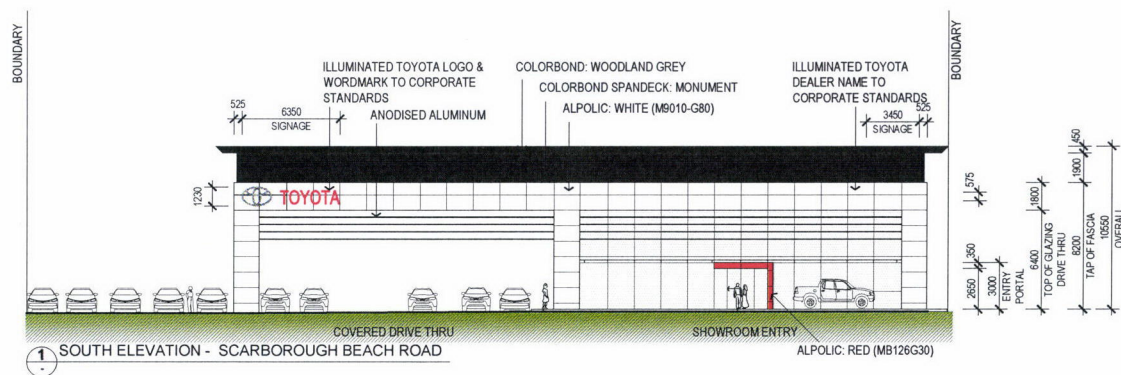 BOUNDARY
BOUNDARY
ILLUMINATED TOYOTA LOGO &
WORDMARK TO CORPORATE
STANDARDS
COLORBOND: WOODLAND GREY
COLORBOND SPANDECK: MONUMENT
ALPOLIC: WHITE (M9010-G80)
ANODISED ALUMINUM
ILLUMINATED TOYOTA
DEALER NAME TO
CORPORATE STANDARDS
525
6350
SIGNAGE
3450
SIGNAGE
525
1230
TOYOTA
450
1900
575
1800
350
2650
3000
ENTRY
PORTAL
6400
TOP OF GLAZING
DRIVE THRU
8200
TAP OF FASCIA
10550
OVERALL
COVERED DRIVE THRU
SHOWROOM ENTRY
ALPOLIC: RED (MB126G30)
1
-
SOUTH ELEVATION - SCARBOROUGH BEACH ROAD